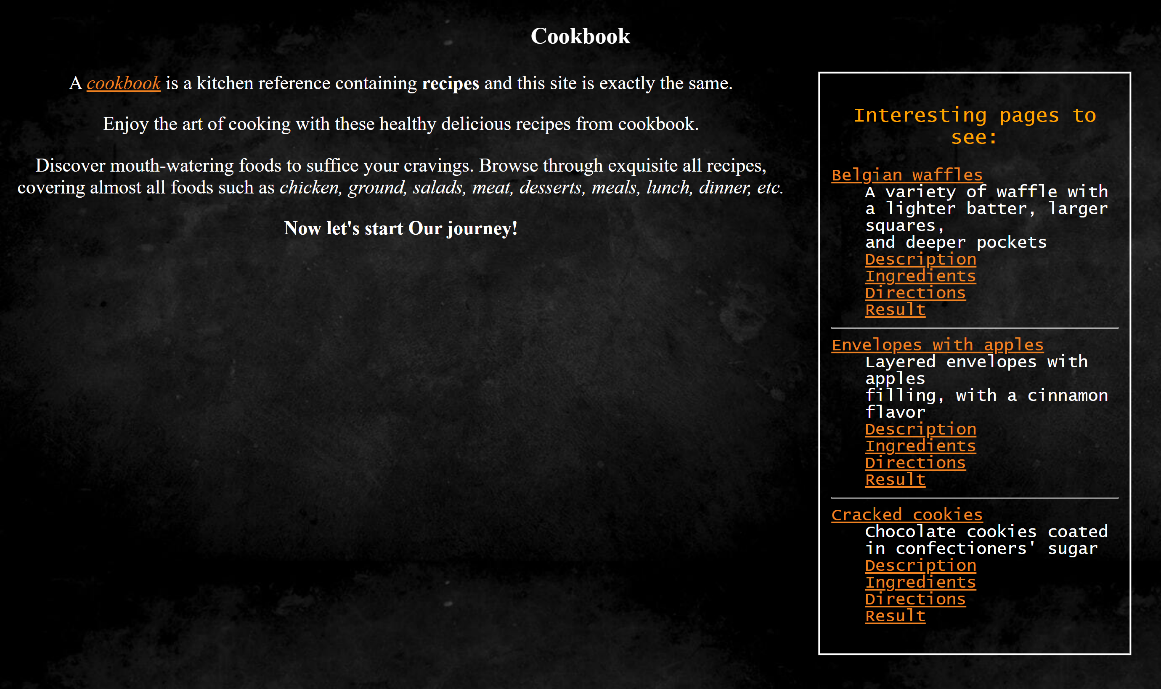 Cookbook
A cookbook is a kitchen reference containing recipes and this site is exactly the same.
Enjoy the art of cooking with these healthy delicious recipes from cookbook.
Discover mouth-watering foods to suffice your cravings. Browse through exquisite all recipes,
covering almost all foods such as chicken, ground, salads, meat, desserts, meals, lunch, dinner, etc.
Now let's start Our journey!
Interesting pages to
see:
Belgian waffles
A variety of waffle with
a lighter batter, larger
squares,
and deeper pockets
Description
Ingredients
Directions
Result
Envelopes with apples
Layered envelopes with
apples
filling, with a cinnamon
flavor
Description
Ingredients
Directions
Result
Cracked cookies
Chocolate cookies coated
in confectioners' sugar
Description
Ingredients
Directions
Result